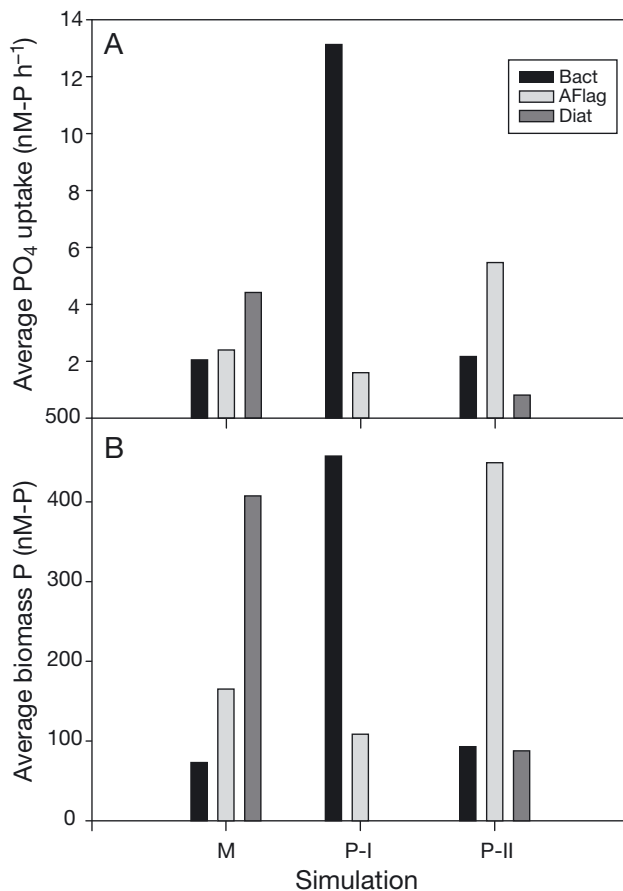 A
Average PO4 uptake (nM-P h–1)
14
12
10
8
6
4
2
Bact
AFlag
Diat
B
Average biomass P (nM-P)
500
400
300
200
100
0
M P-I P-II
Simulation